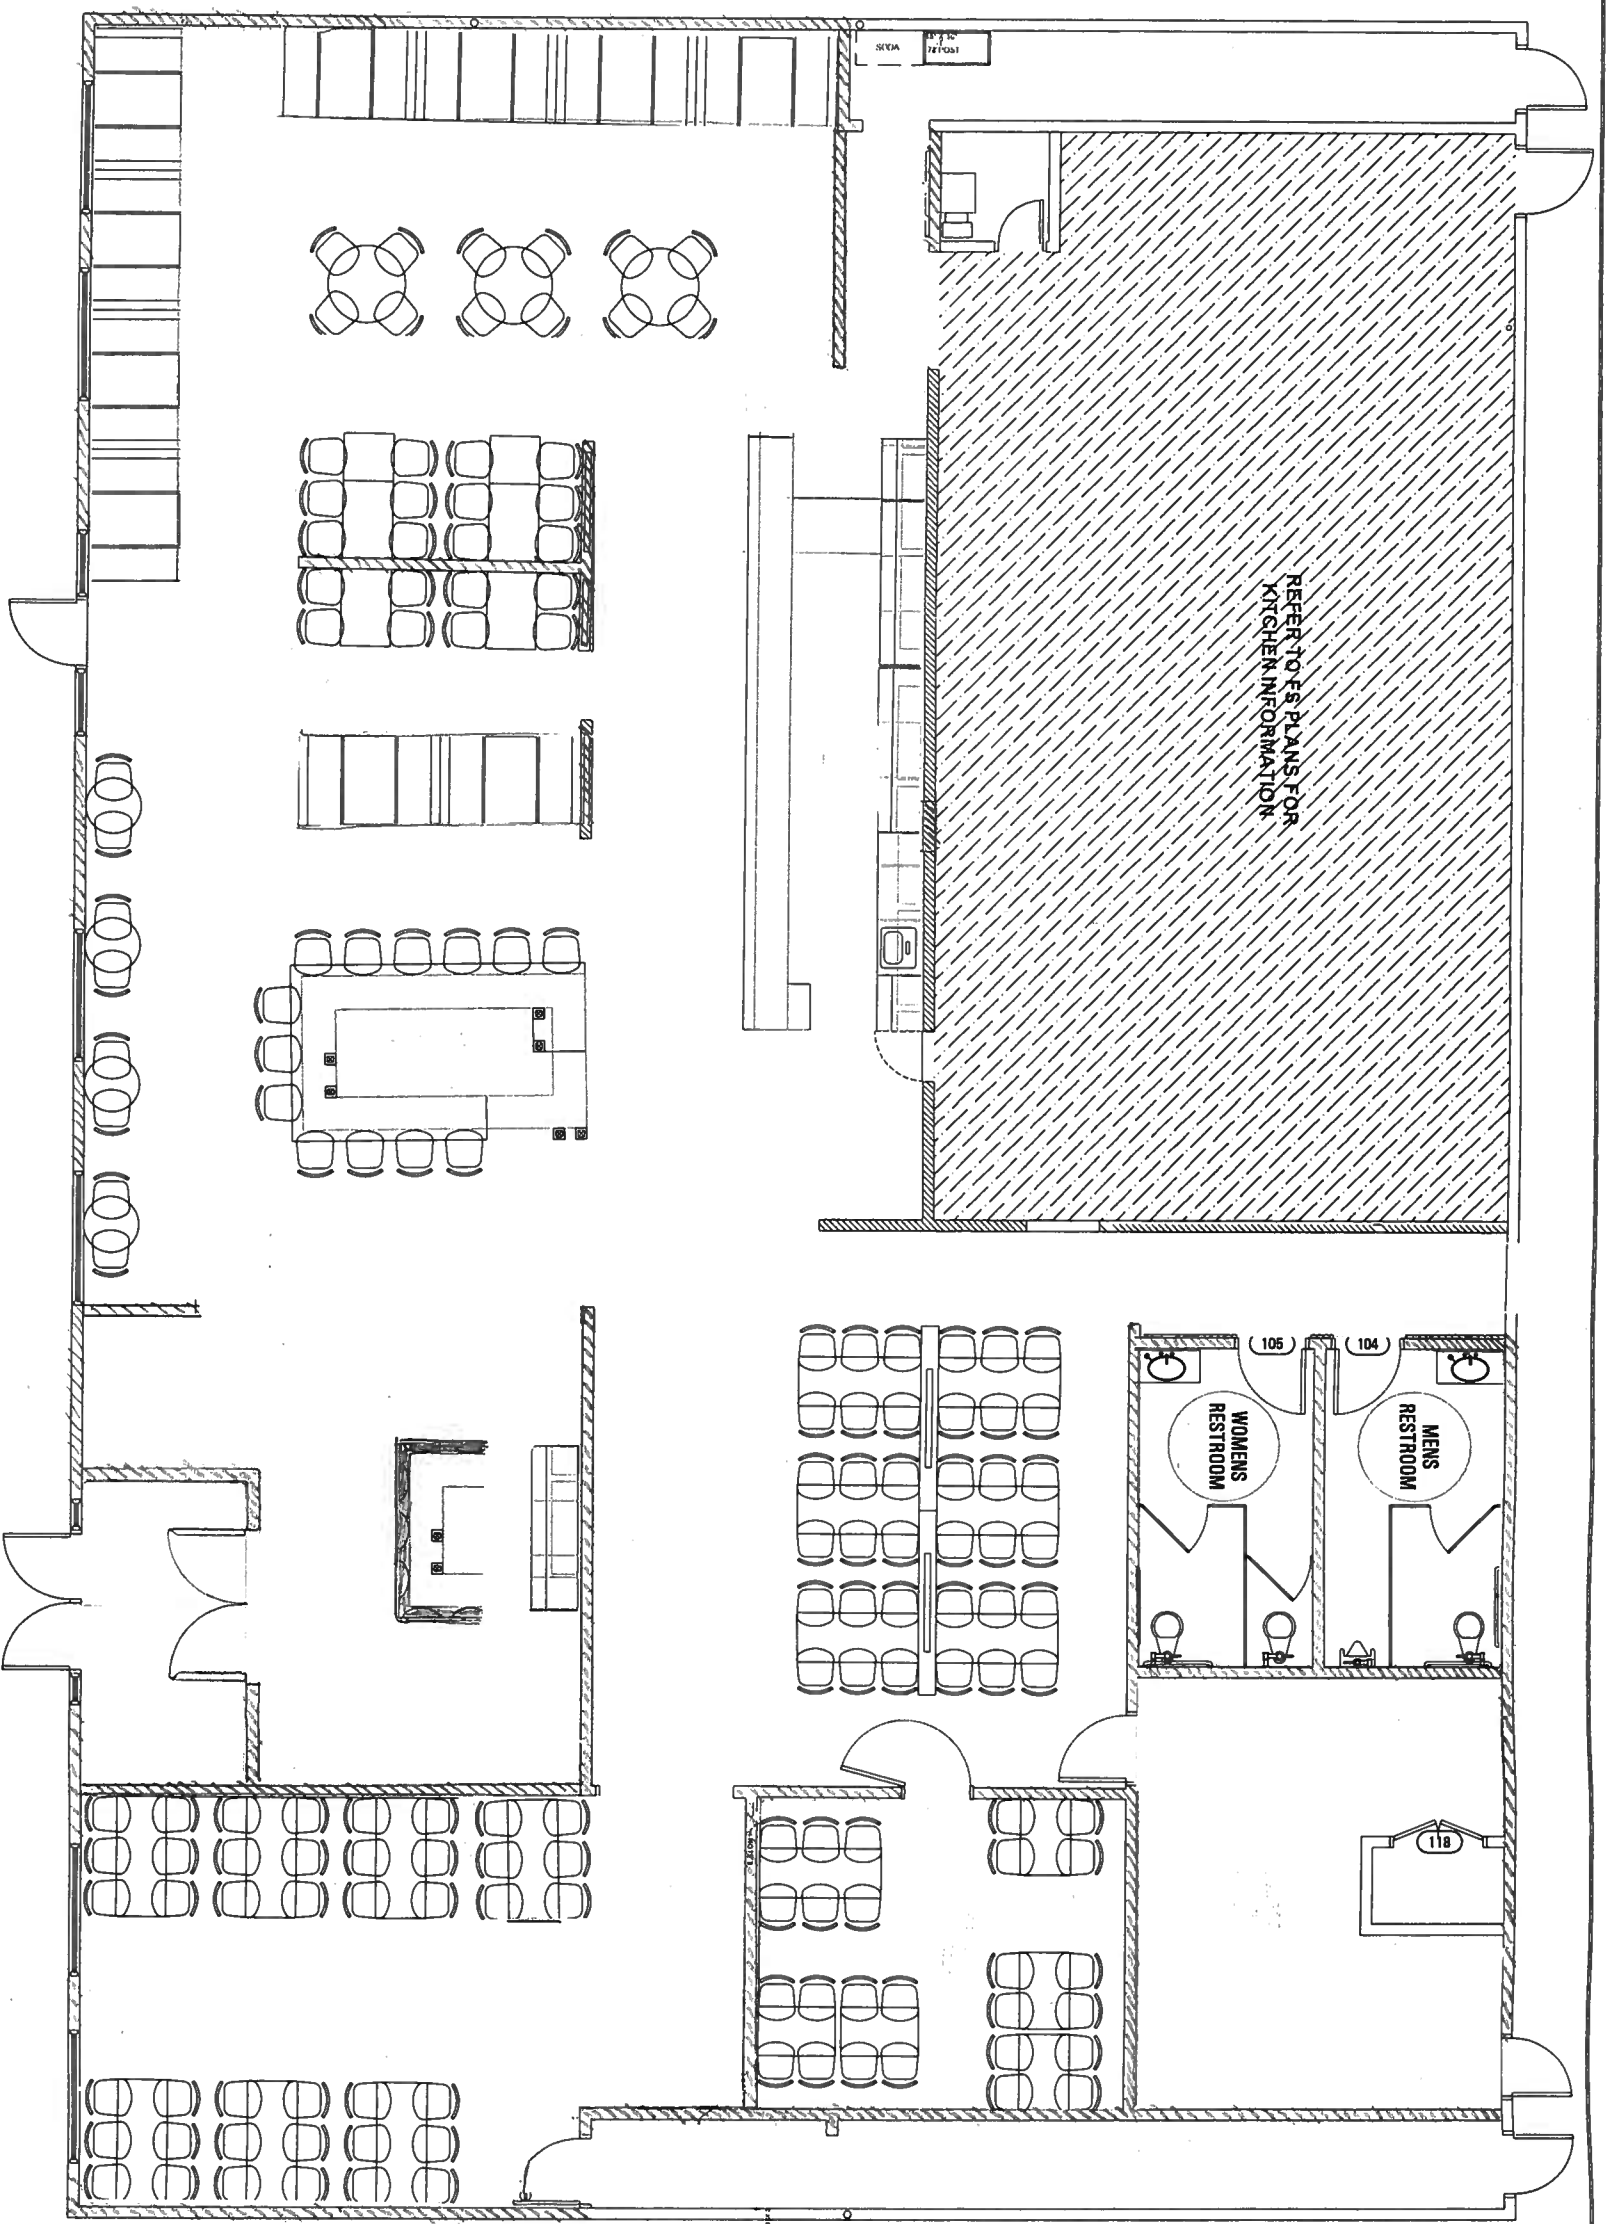 SODA
REFER TO FS PLANS FOR
KITCHEN INFORMATION
105
104
WOMENS
RESTROOM
MENS
RESTROOM
118